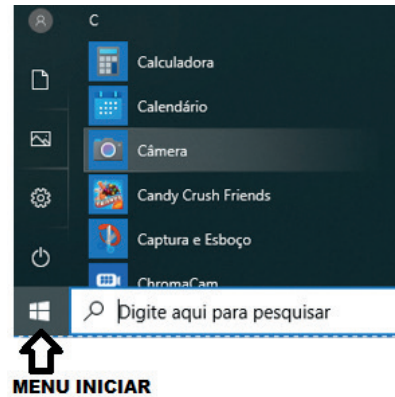 C
Calculadora
Calendário
Câmera
Candy Crush Friends
Captura e Esboço
ChromaCam
Digite aqui para pesquisar
MENU INICIAR